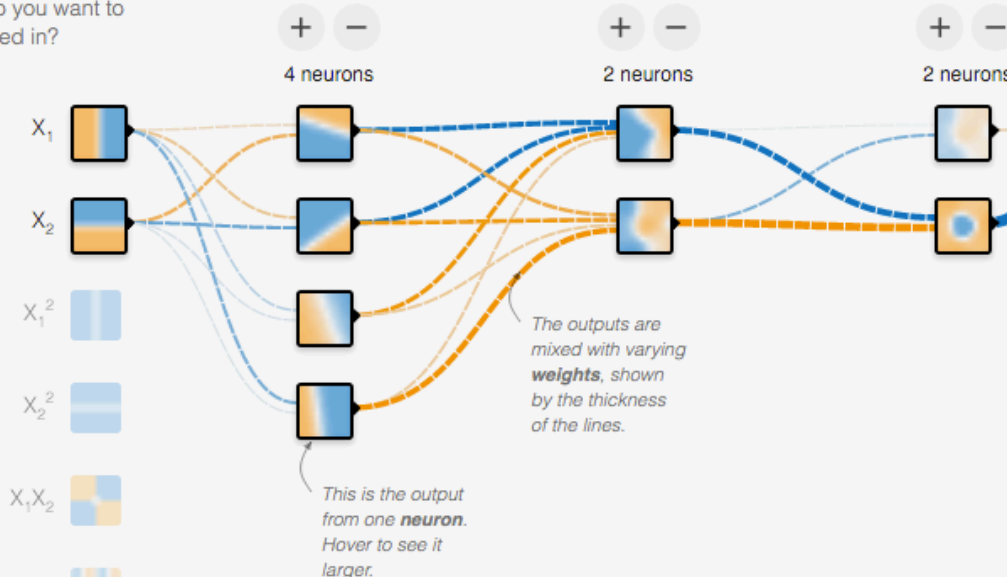 you want to
ed in?
+ −
+ −
+ −
4 neurons
2 neurons
2 neurons
X₁
X₂
X₁²
X₂²
X₁X₂
The outputs are
mixed with varying
weights, shown
by the thickness
of the lines.
This is the output
from one neuron.
Hover to see it
larger.